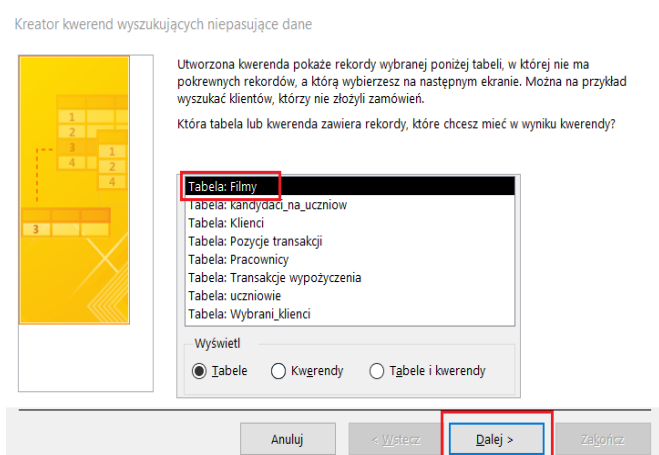 Kreator kwerend wyszukujących niepasujące dane
Utworzona kwerenda pokaże rekordy wybranej poniżej tabeli, w której nie ma
pokrewnych rekordów, a którą wybierzesz na następnym ekranie. Można na przykład
wyszukać klientów, którzy nie złożyli zamówień.
Która tabela lub kwerenda zawiera rekordy, które chcesz mieć w wyniku kwerendy?
1
2
3
4
1
2
4
3
Tabela: Filmy
Tabela: kandydaci_na_uczniow
Tabela: Klienci
Tabela: Pozycje transakcji
Tabela: Pracownicy
Tabela: Transakcje wypożyczenia
Tabela: uczniowie
Tabela: Wybrani_klienci
Wyświetl
Tabele Kwerendy Tabele i kwerendy
Anuluj < Wstecz Dalej > Zakończ